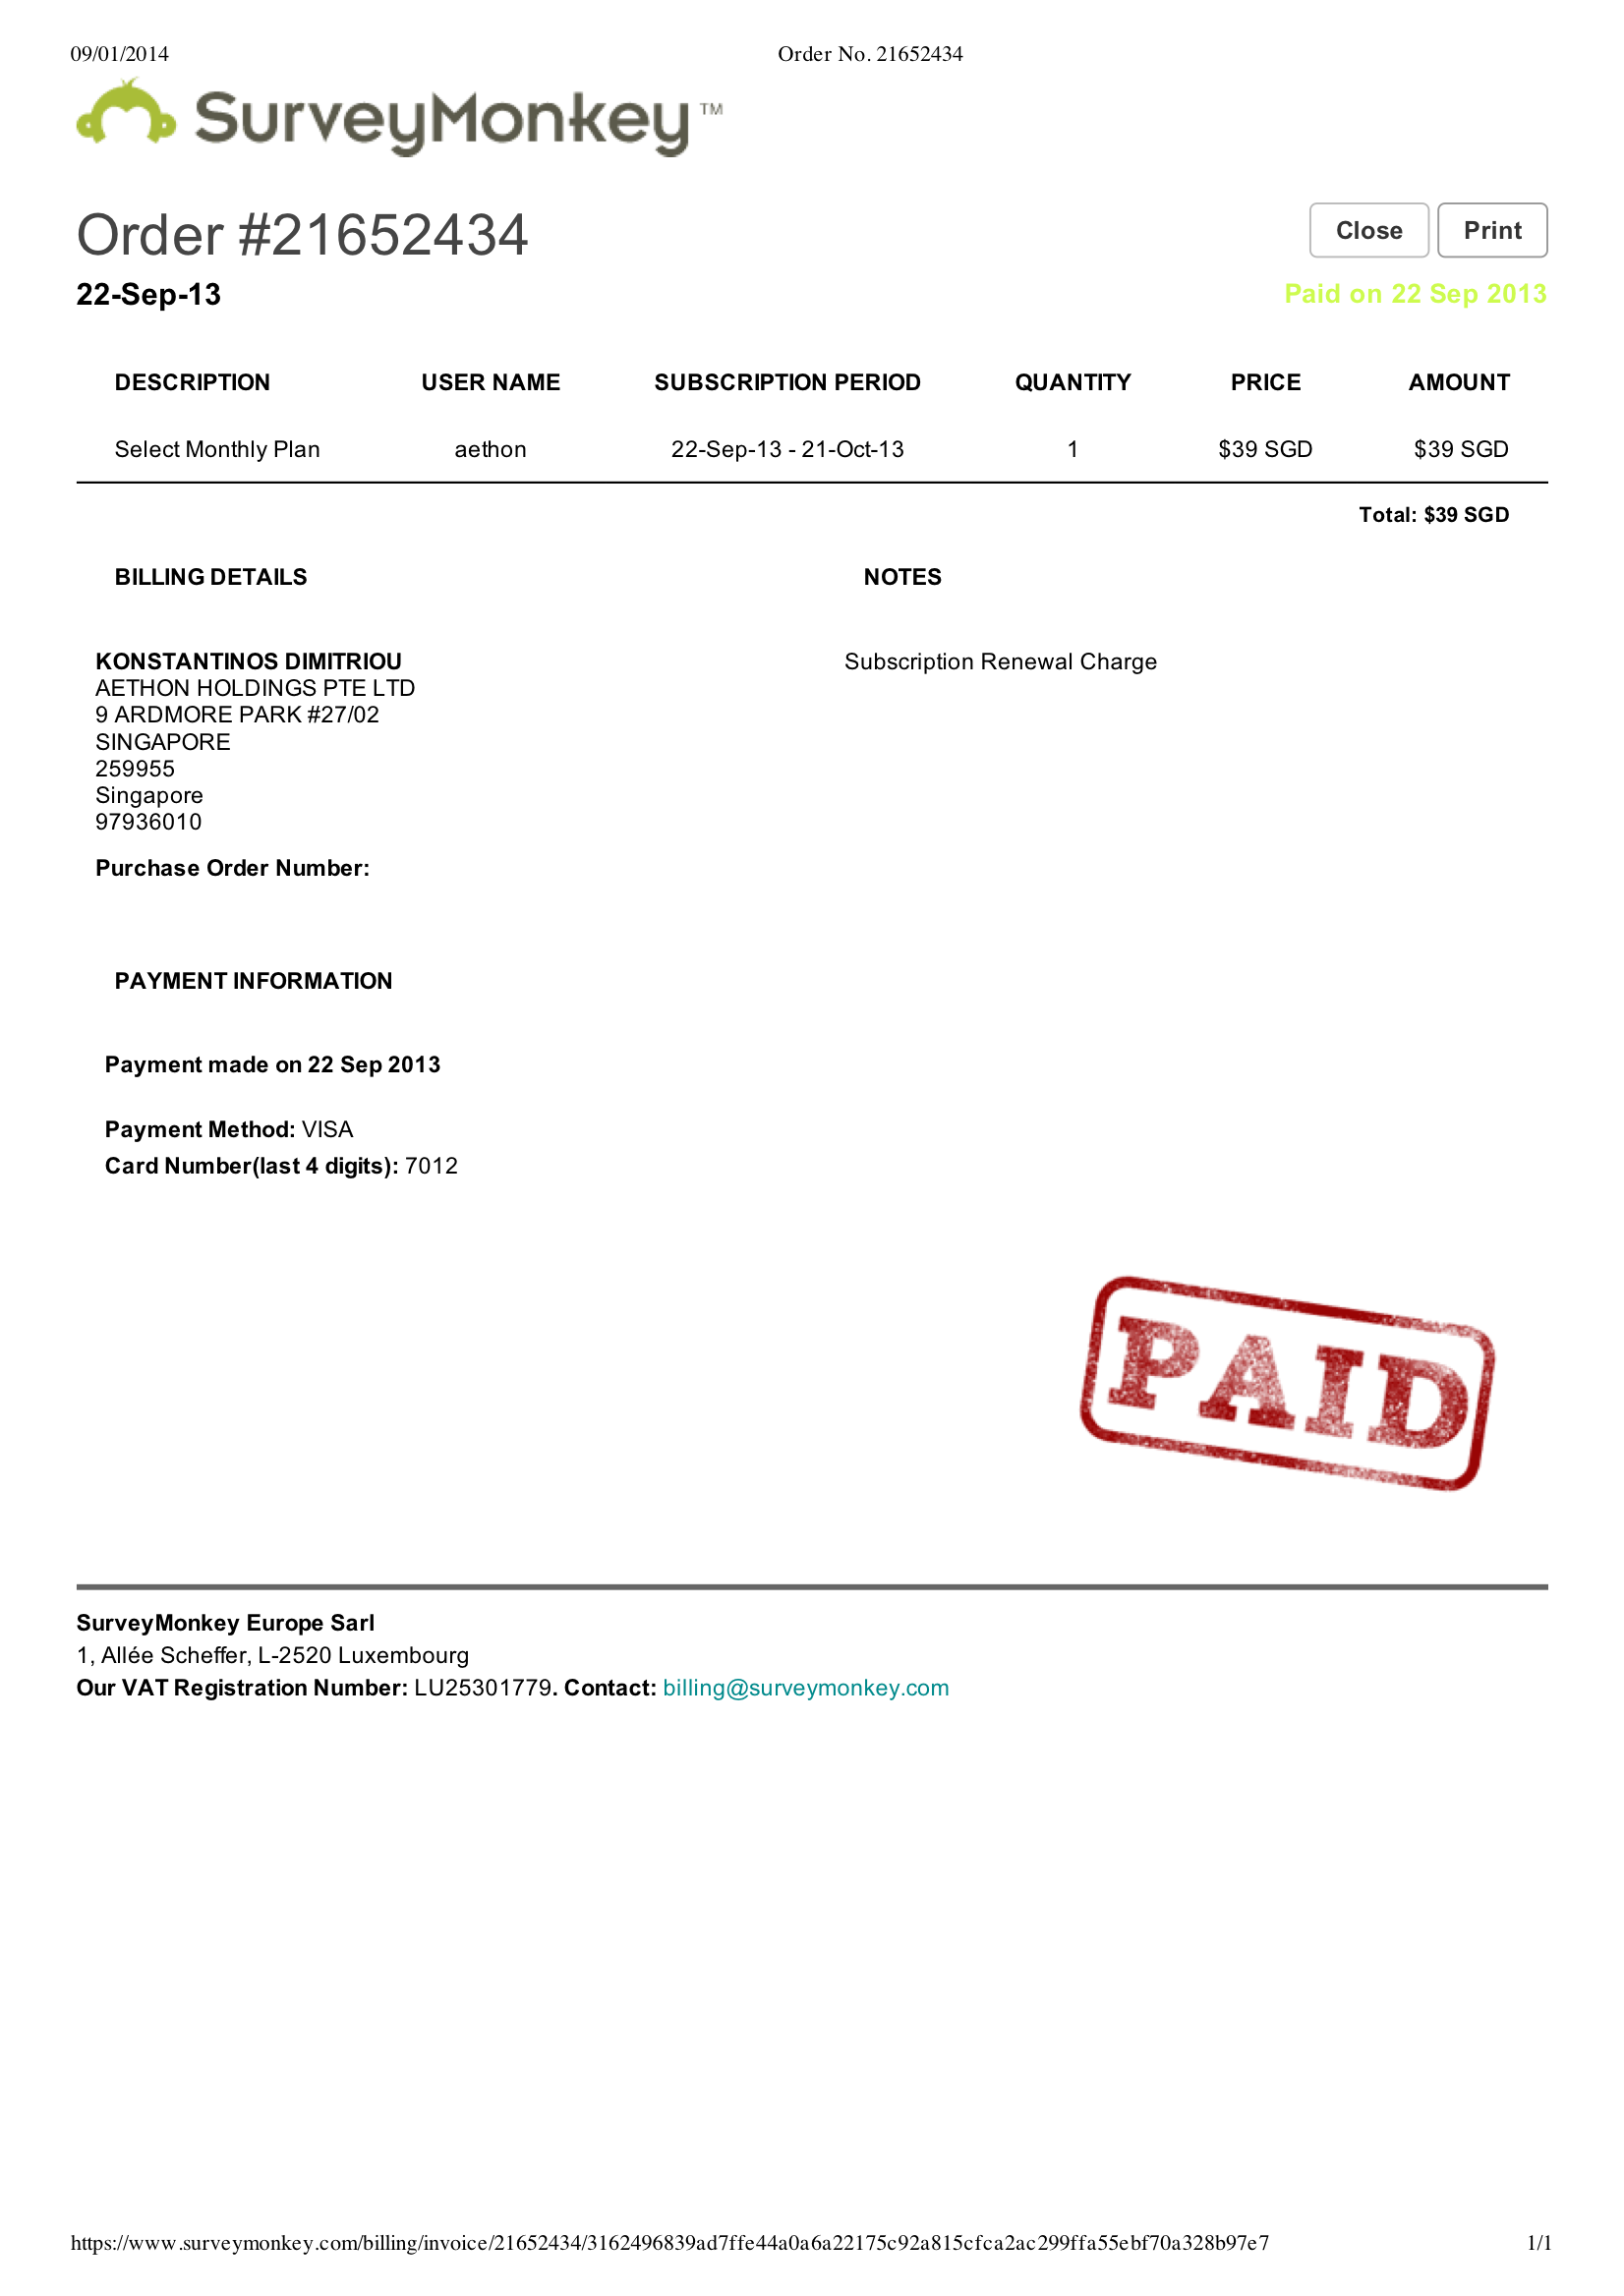 09/01/2014 Order No. 21652434
SurveyMonkey™
Order #21652434 Close Print
22-Sep-13 Paid on 22 Sep 2013
DESCRIPTION USER NAME SUBSCRIPTION PERIOD QUANTITY PRICE AMOUNT
Select Monthly Plan aethon 22-Sep-13 - 21-Oct-13 1 $39 SGD $39 SGD
Total: $39 SGD
BILLING DETAILS NOTES
KONSTANTINOS DIMITRIOU Subscription Renewal Charge
AETHON HOLDINGS PTE LTD
9 ARDMORE PARK #27/02
SINGAPORE
259955
Singapore
97936010
Purchase Order Number:
PAYMENT INFORMATION
Payment made on 22 Sep 2013
Payment Method: VISA
Card Number(last 4 digits): 7012
PAID
SurveyMonkey Europe Sarl
1, Allée Scheffer, L-2520 Luxembourg
Our VAT Registration Number: LU25301779. Contact: billing@surveymonkey.com
https://www.surveymonkey.com/billing/invoice/21652434/3162496839ad7ffe44a0a6a22175c92a815cfca2ac299ffa55ebf70a328b97e7 1/1